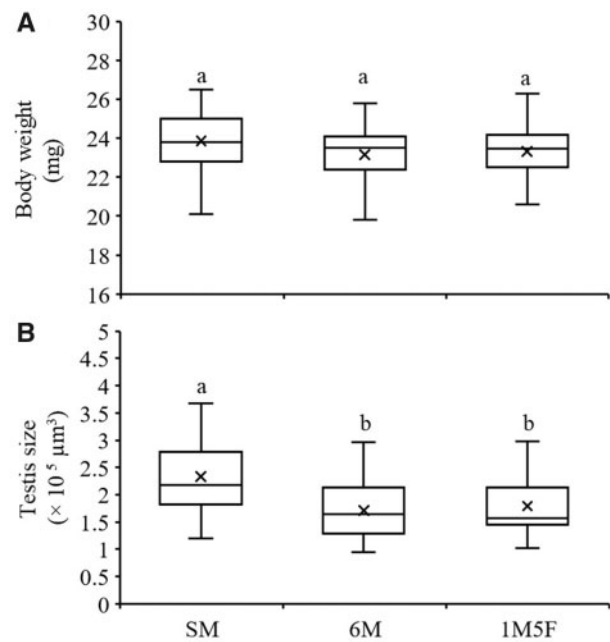 A
Body weight
(mg)
30
28
26
24
22
20
18
16
a
a
a
B
Testis size
(× 10⁵ μm³)
5
4.5
4
3.5
3
2.5
2
1.5
1
0.5
0
a
b
b
SM
6M
1M5F